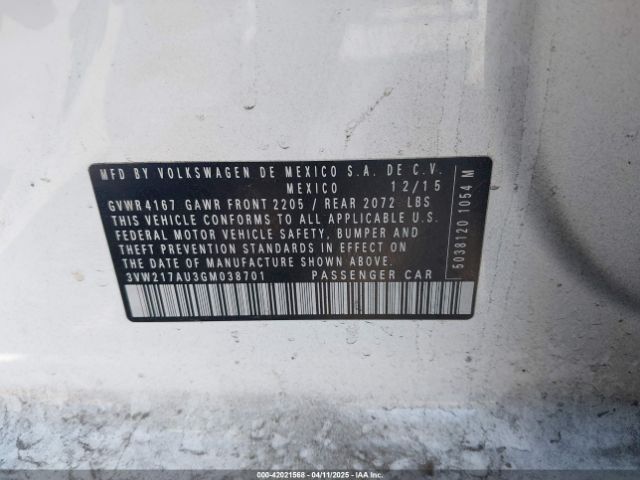 MFD BY VOLKSWAGEN DE MEXICO S.A. DE C.V.
MEXICO 12/15
GVWR 4167 GAWR FRONT 2205 / REAR 2072 LBS
THIS VEHICLE CONFORMS TO ALL APPLICABLE U.S.
FEDERAL MOTOR VEHICLE SAFETY, BUMPER AND
THEFT PREVENTION STANDARDS IN EFFECT ON
THE DATE OF MANUFACTURE SHOWN ABOVE.
3VW217AU3GM038701 PASSENGER CAR
5038120 1054 M
000-42021568 - 04/11/2025 - IAAI.com